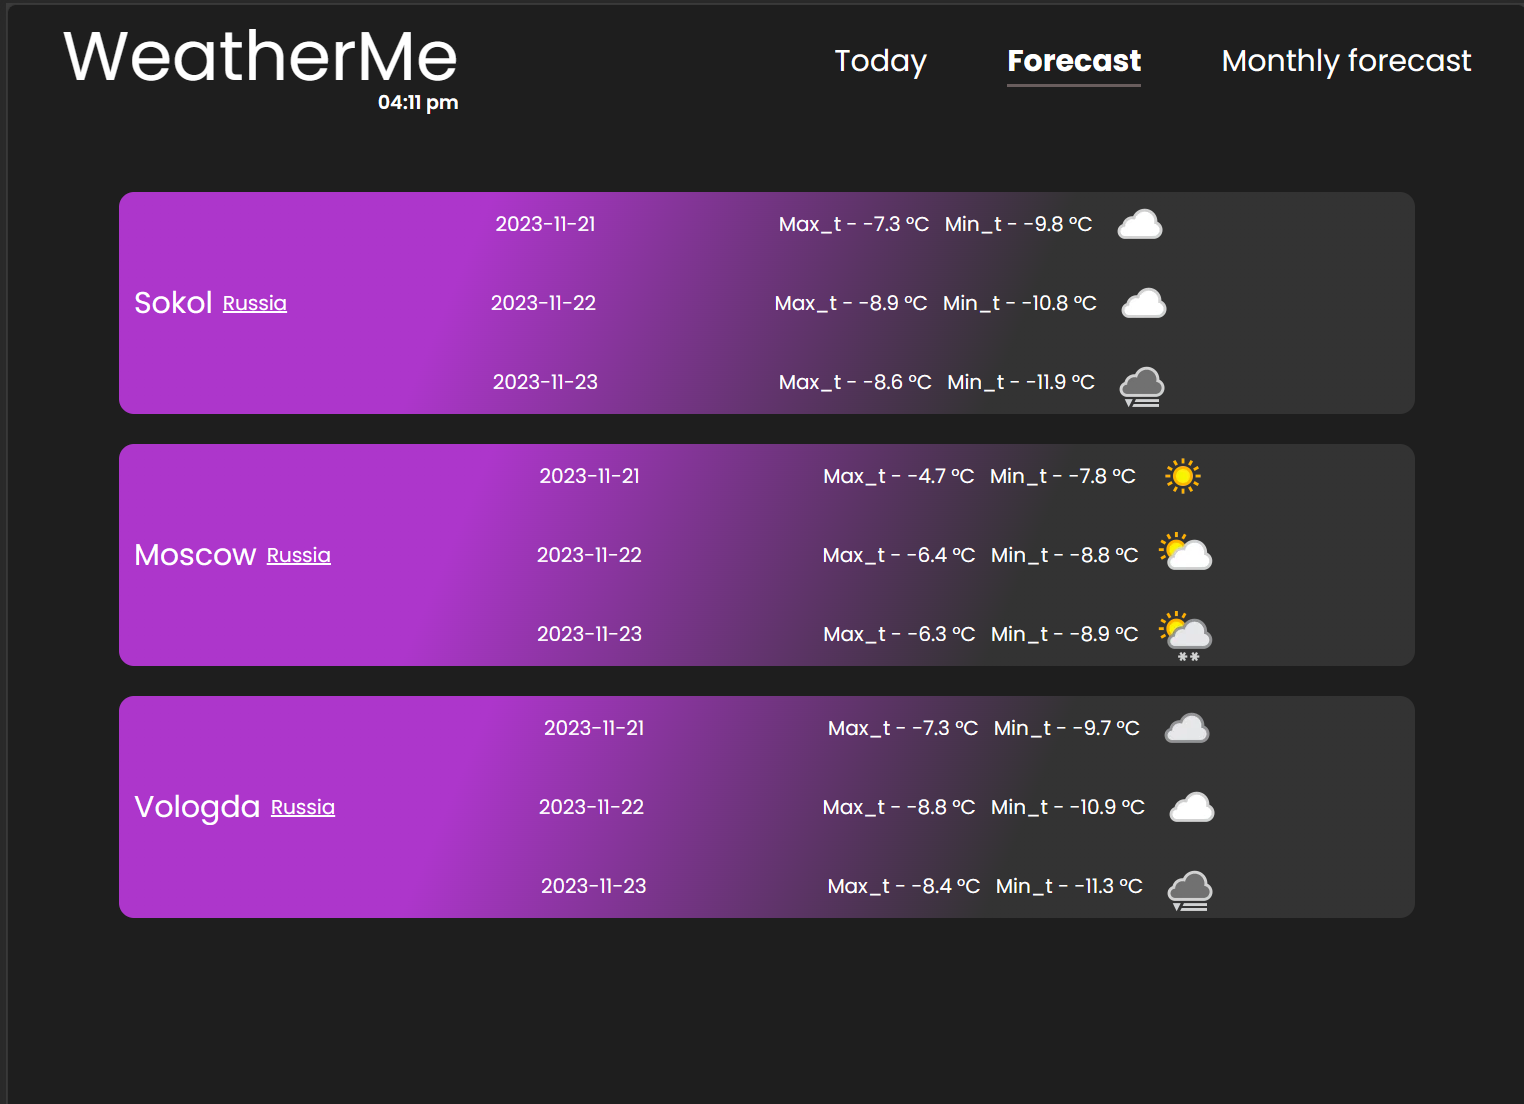 WeatherMe
04:11 pm
Today Forecast Monthly forecast
2023-11-21 Max_t - -7.3 °C Min_t - -9.8 °C
Sokol Russia 2023-11-22 Max_t - -8.9 °C Min_t - -10.8 °C
2023-11-23 Max_t - -8.6 °C Min_t - -11.9 °C
2023-11-21 Max_t - -4.7 °C Min_t - -7.8 °C
Moscow Russia 2023-11-22 Max_t - -6.4 °C Min_t - -8.8 °C
2023-11-23 Max_t - -6.3 °C Min_t - -8.9 °C
2023-11-21 Max_t - -7.3 °C Min_t - -9.7 °C
Vologda Russia 2023-11-22 Max_t - -8.8 °C Min_t - -10.9 °C
2023-11-23 Max_t - -8.4 °C Min_t - -11.3 °C